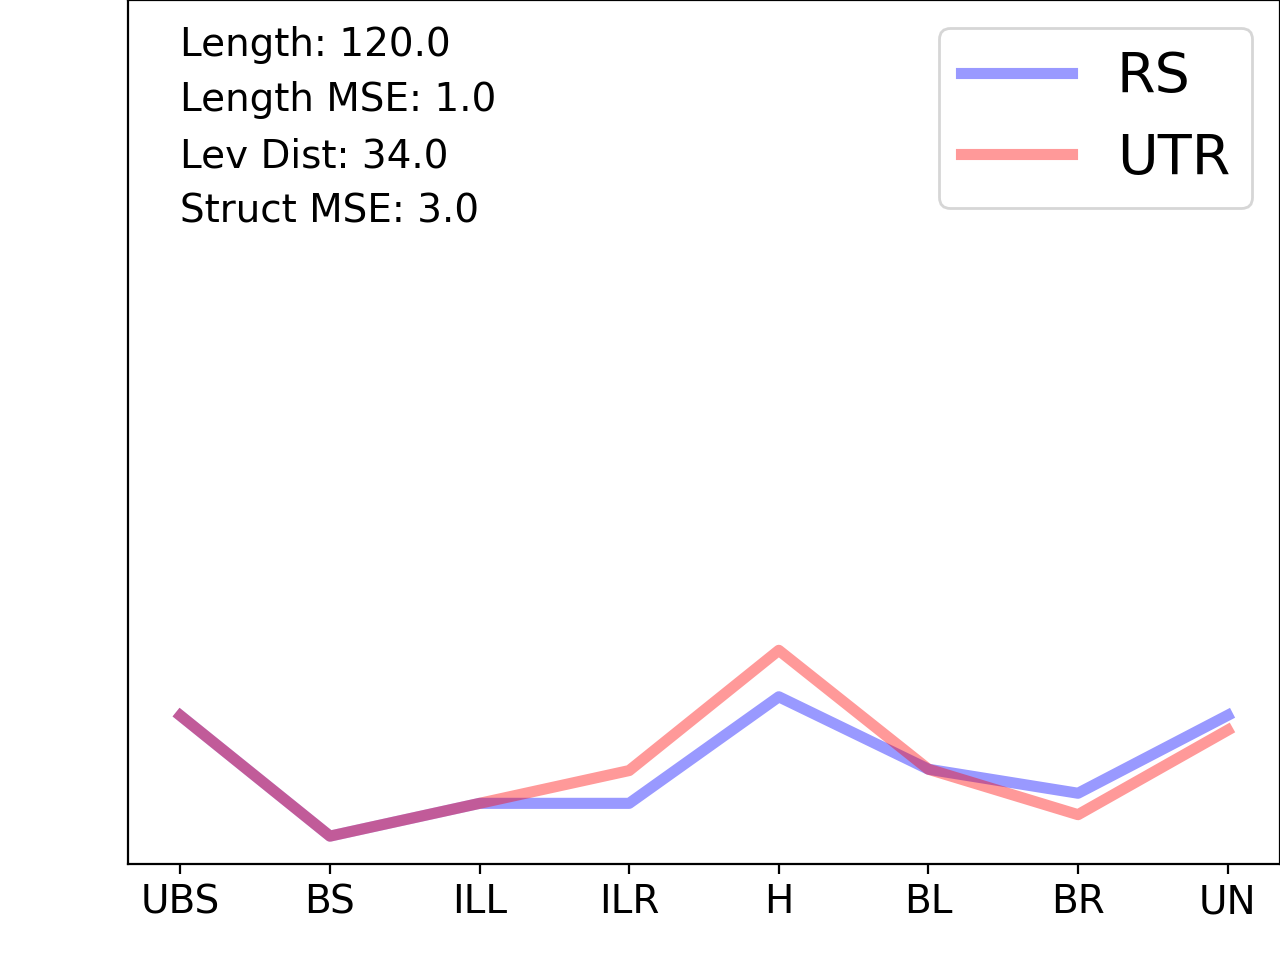 Length: 120.0
Length MSE: 1.0
Lev Dist: 34.0
Struct MSE: 3.0
RS
UTR
UBS BS ILL ILR H BL BR UN